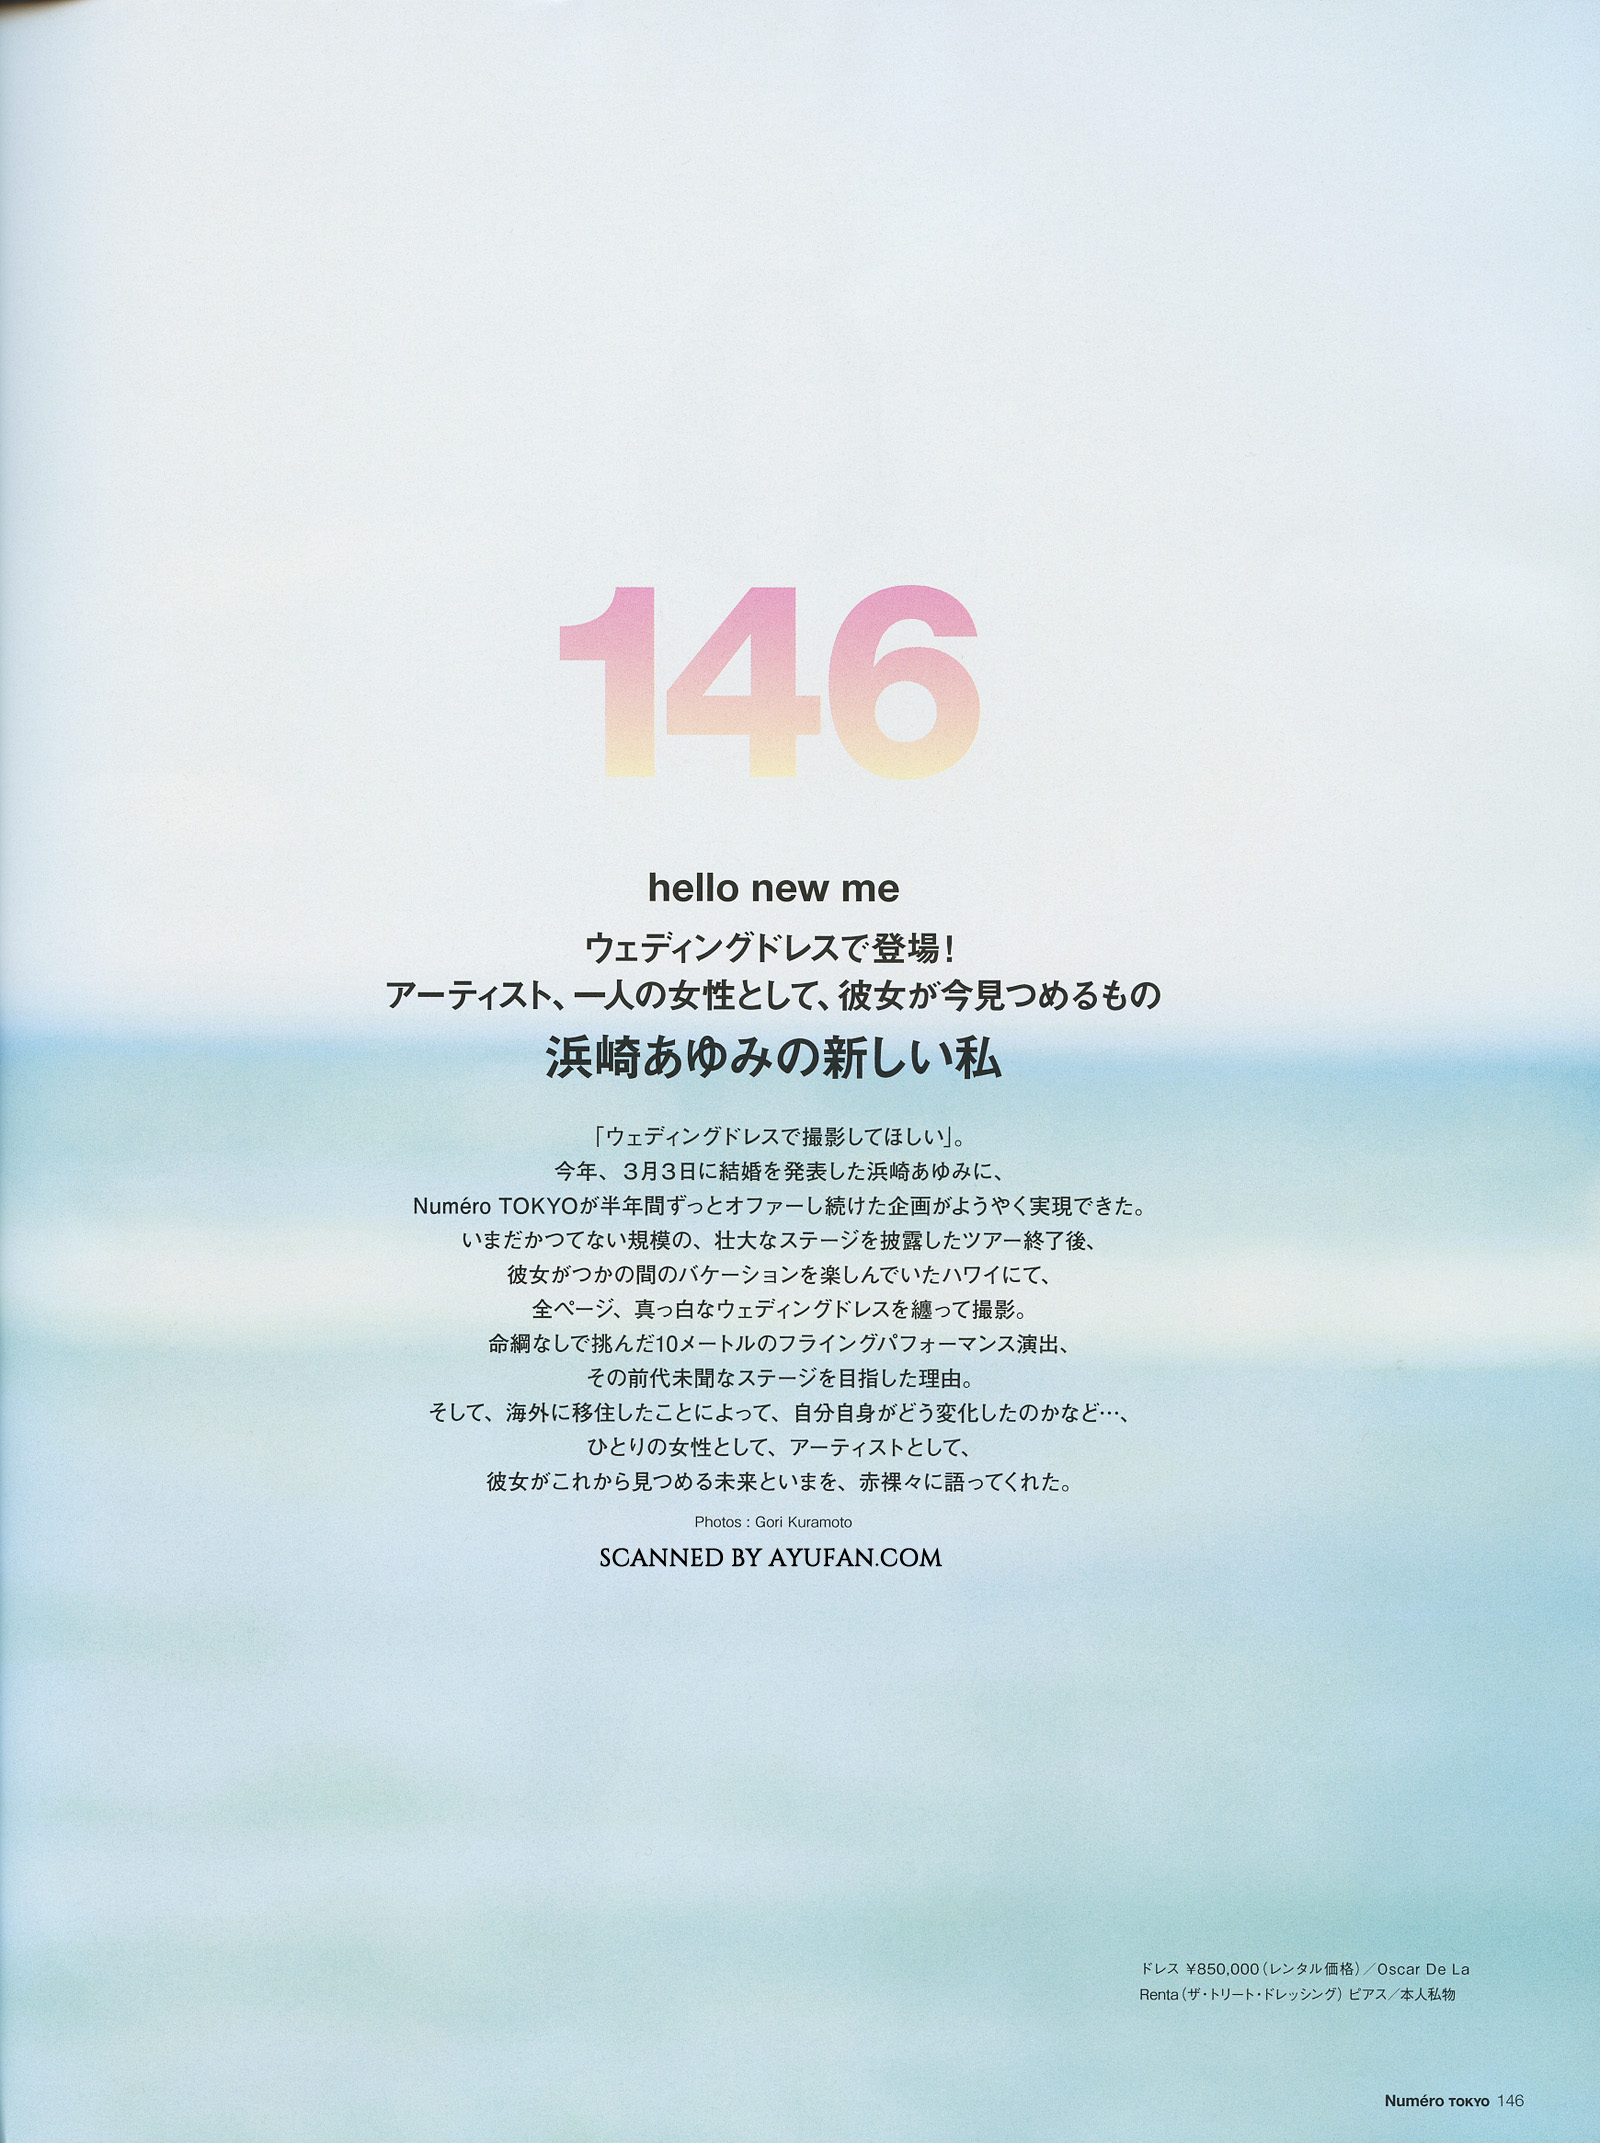 146
hello new me
ウェディングドレスで登場!
アーティスト、一人の女性として、彼女が今見つめるもの
浜崎あゆみの新しい私
「ウェディングドレスで撮影してほしい」。
今年、3月3日に結婚を発表した浜崎あゆみに、
Numéro TOKYOが半年間ずっとオファーし続けた企画がようやく実現できた。
いまだかつてない規模の、壮大なステージを披露したツアー終了後、
彼女がつかの間のバケーションを楽しんでいたハワイにて、
全ページ、真っ白なウェディングドレスを纏って撮影。
命綱なしで挑んだ10メートルのフライングパフォーマンス演出、
その前代未聞なステージを目指した理由。
そして、海外に移住したことによって、自分自身がどう変化したのかなど…、
ひとりの女性として、アーティストとして、
彼女がこれから見つめる未来といまを、赤裸々に語ってくれた。
Photos : Gori Kuramoto
SCANNED BY AYUFAN.COM
ドレス ¥850,000(レンタル価格)／Oscar De La
Renta(ザ・トリート・ドレッシング) ピアス／本人私物
Numéro TOKYO 146